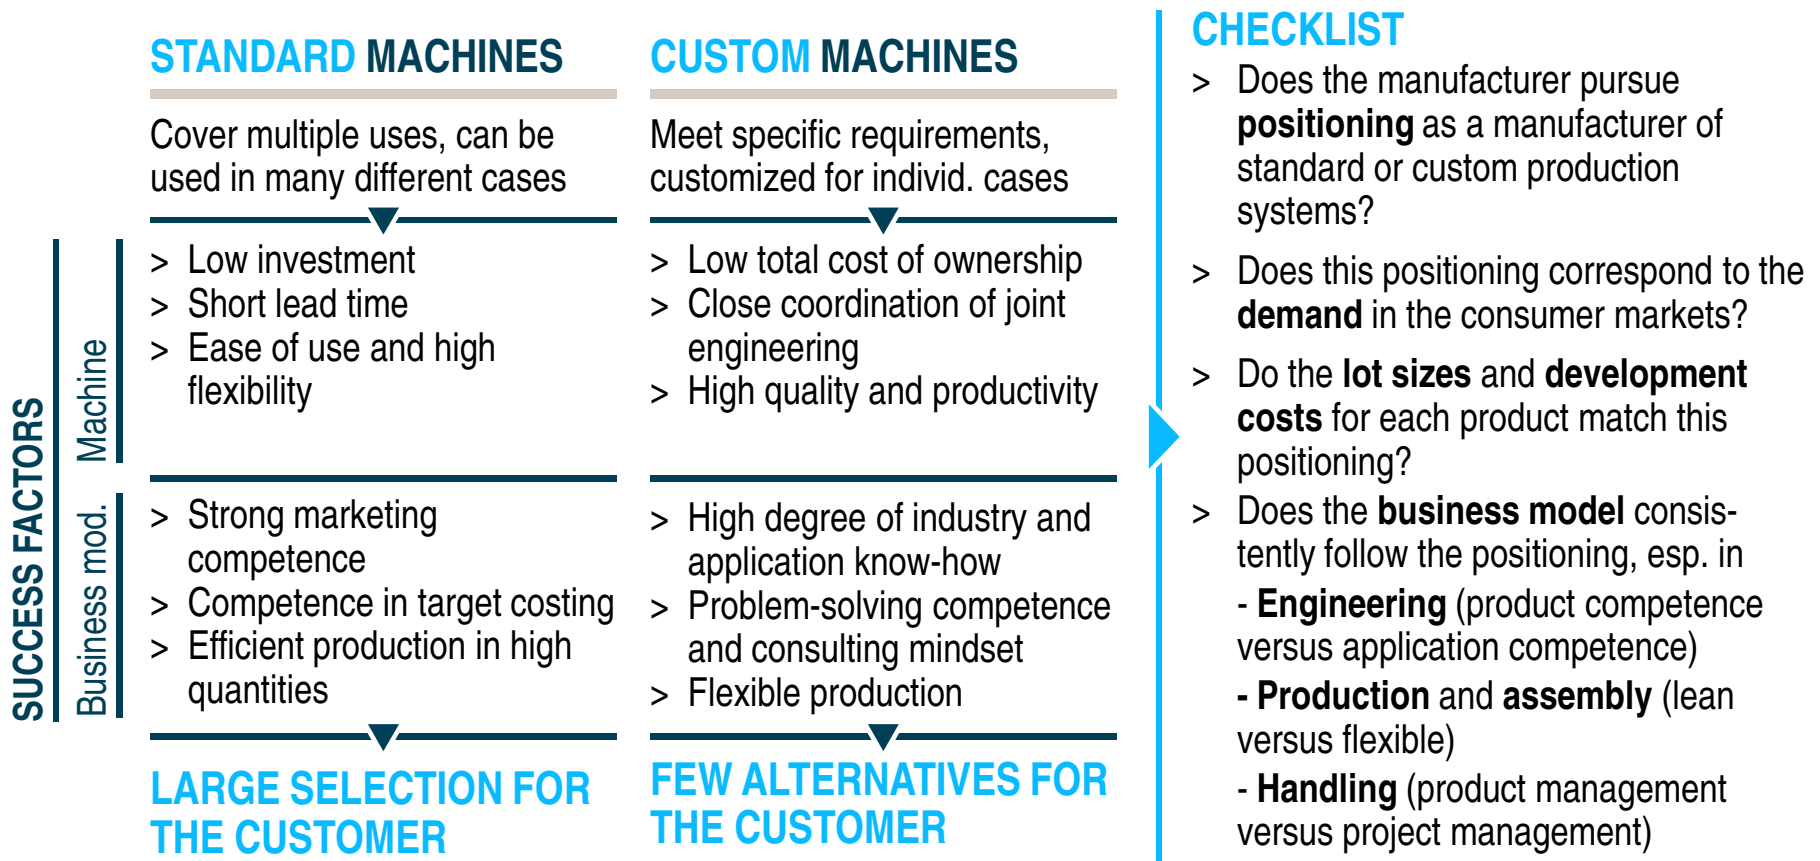 SUCCESS FACTORS
Machine
Business mod.
STANDARD MACHINES
Cover multiple uses, can be
used in many different cases
> Low investment
> Short lead time
> Ease of use and high
flexibility
> Strong marketing
competence
> Competence in target costing
> Efficient production in high
quantities
LARGE SELECTION FOR
THE CUSTOMER
CUSTOM MACHINES
Meet specific requirements,
customized for individ. cases
> Low total cost of ownership
> Close coordination of joint
engineering
> High quality and productivity
> High degree of industry and
application know-how
> Problem-solving competence
and consulting mindset
> Flexible production
FEW ALTERNATIVES FOR
THE CUSTOMER
CHECKLIST
> Does the manufacturer pursue
positioning as a manufacturer of
standard or custom production
systems?
> Does this positioning correspond to the
demand in the consumer markets?
> Do the lot sizes and development
costs for each product match this
positioning?
> Does the business model consis-
tently follow the positioning, esp. in
- Engineering (product competence
versus application competence)
- Production and assembly (lean
versus flexible)
- Handling (product management
versus project management)